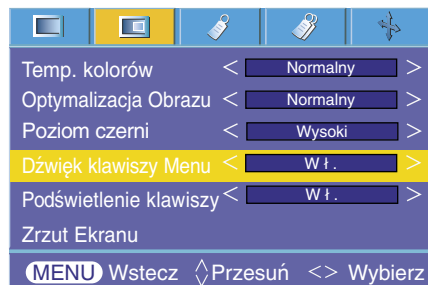 Temp. kolorów < Normalny >
Optymalizacja Obrazu < Normalny >
Poziom czerni < Wysoki >
Dźwięk klawiszy Menu < Wł. >
Podświetlenie klawiszy < Wł. >
Zrzut Ekranu
MENU Wstecz Przesuń <> Wybierz